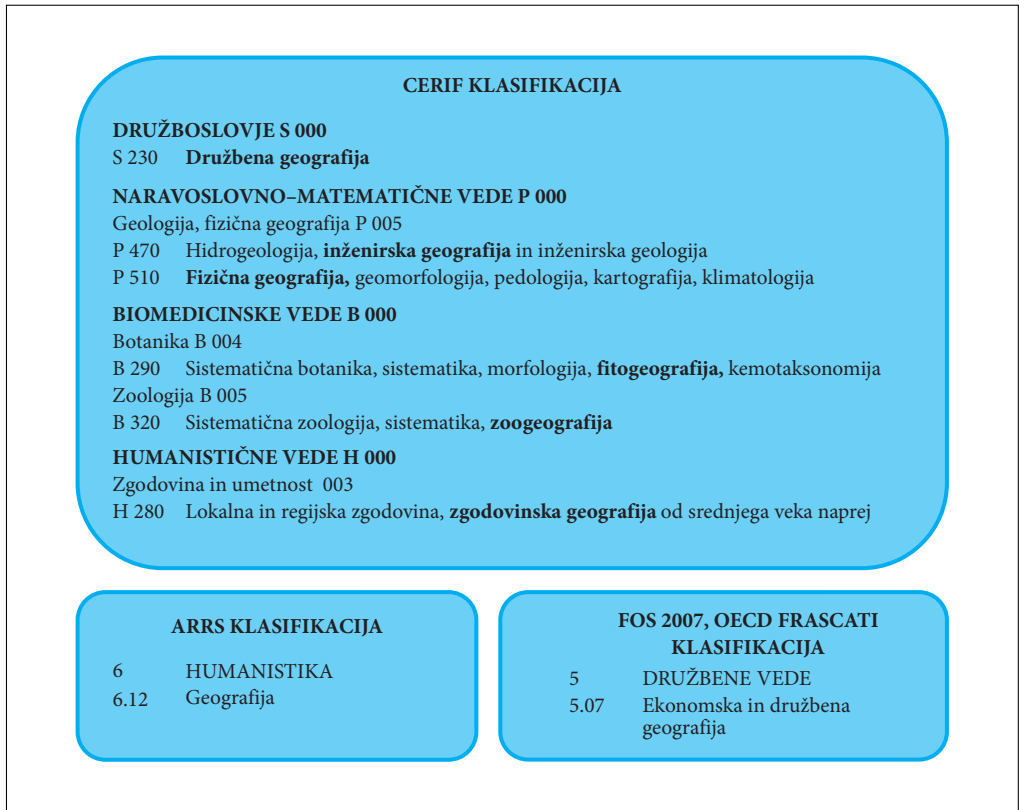 CERIF KLASIFIKACIJA
DRUŽBOSLOVJE S 000
S 230 Družbena geografija
NARAVOSLOVNO–MATEMATIČNE VEDE P 000
Geologija, fizična geografija P 005
P 470 Hidrogeologija, inženirska geografija in inženirska geologija
P 510 Fizična geografija, geomorfologija, pedologija, kartografija, klimatologija
BIOMEDICINSKE VEDE B 000
Botanika B 004
B 290 Sistematična botanika, sistematika, morfologija, fitogeografija, kemotaksonomija
Zoologija B 005
B 320 Sistematična zoologija, sistematika, zoogeografija
HUMANISTIČNE VEDE H 000
Zgodovina in umetnost 003
H 280 Lokalna in regijska zgodovina, zgodovinska geografija od srednjega veka naprej
ARRS KLASIFIKACIJA
6 HUMANISTIKA
6.12 Geografija
FOS 2007, OECD FRASCATI
KLASIFIKACIJA
5 DRUŽBENE VEDE
5.07 Ekonomska in družbena
geografija